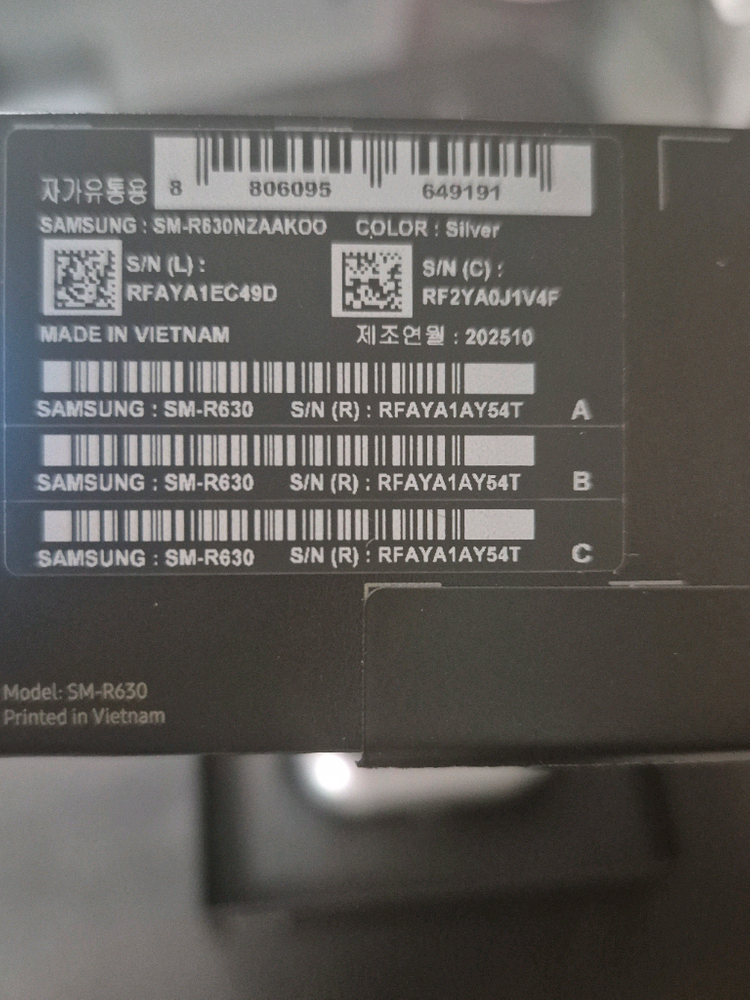 자가유통용 8 806095 649191
SAMSUNG : SM-R630NZAAKOO COLOR : Silver
S/N (L) : S/N (C) :
RFAYA1EC49D RF2YA0J1V4F
MADE IN VIETNAM 제조연월 : 202510
SAMSUNG : SM-R630 S/N (R) : RFAYA1AY54T A
SAMSUNG : SM-R630 S/N (R) : RFAYA1AY54T B
SAMSUNG : SM-R630 S/N (R) : RFAYA1AY54T C
Model: SM-R630
Printed in Vietnam